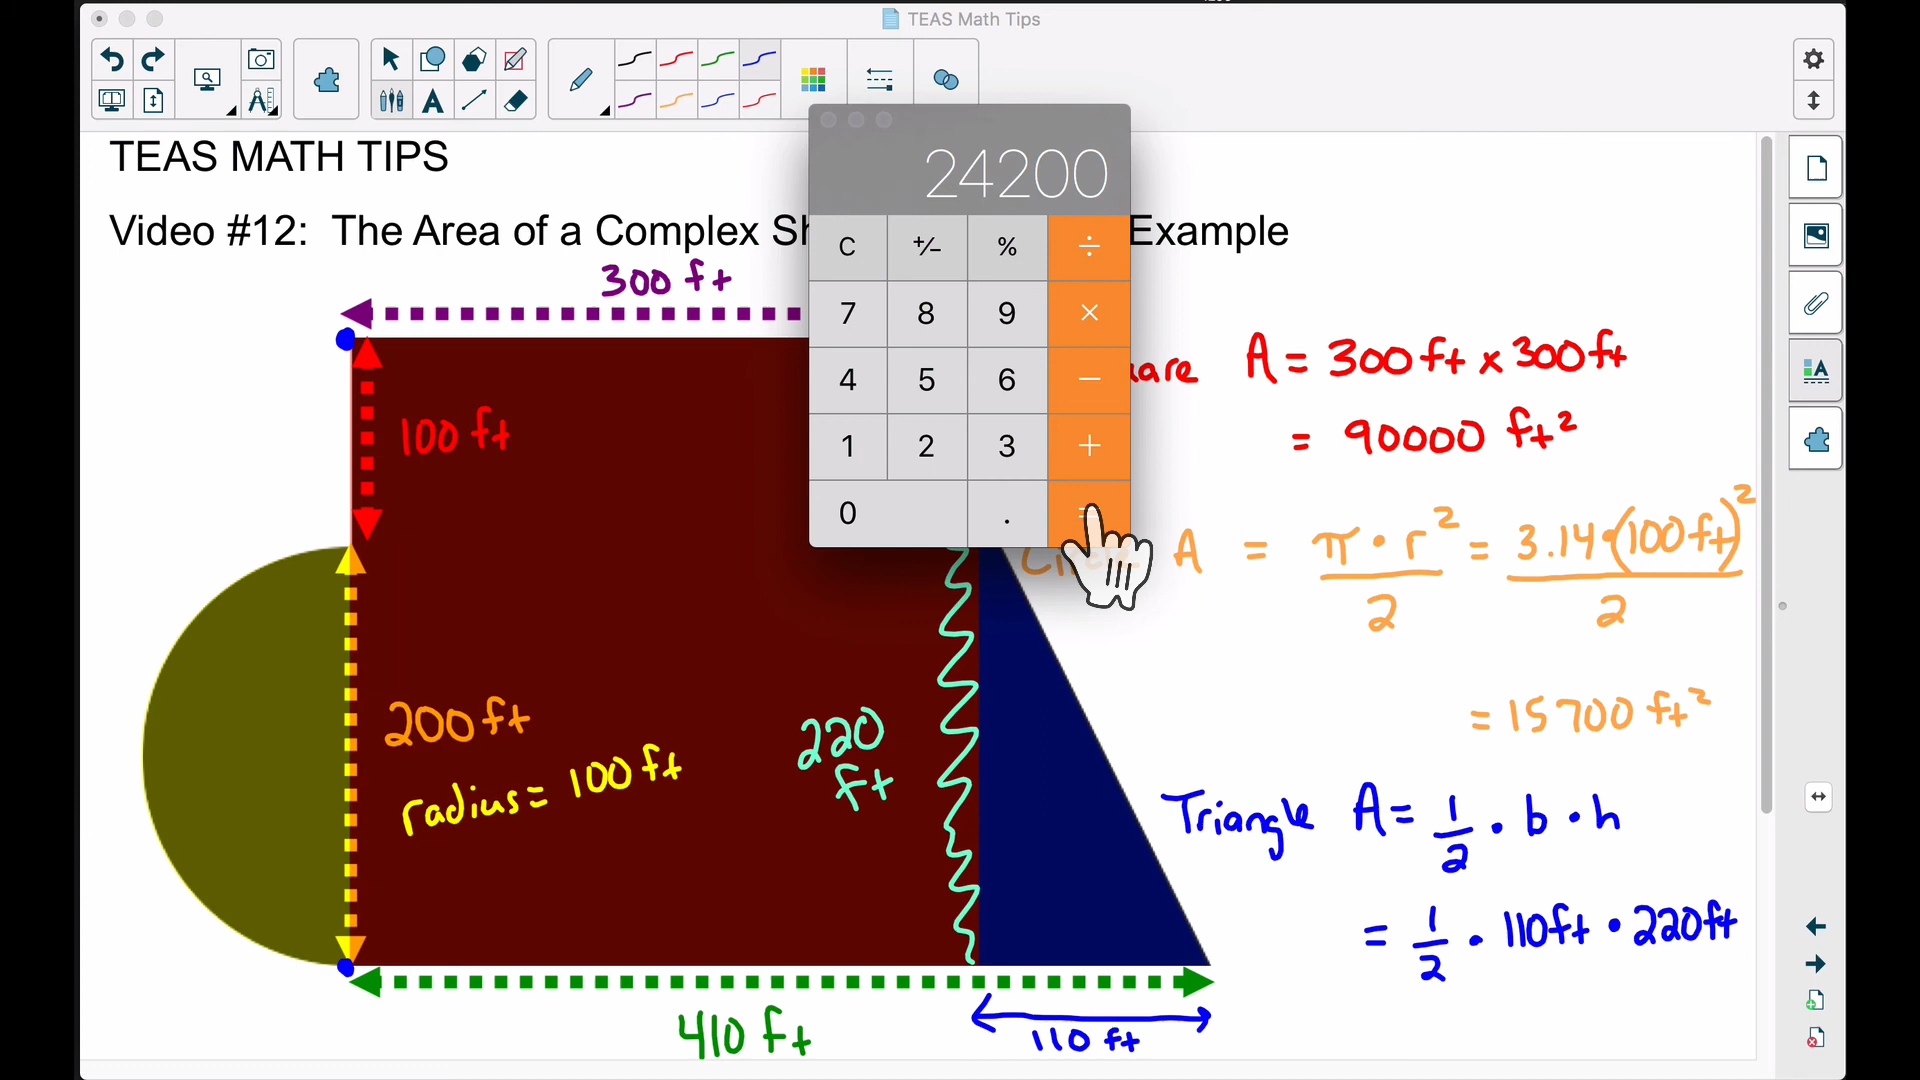 TEAS Math Tips
TEAS MATH TIPS
Video #12: The Area of a Complex Example
24200
C +/− % ÷
7 8 9 ×
4 5 6 −
1 2 3 +
0 . =
300 ft
100 ft
200 ft
radius = 100 ft
220
ft
410 ft
110 ft
A = 300 ft x 300 ft
= 90000 ft²
A = π · r² / 2 = 3.14 · (100 ft)² / 2
= 15700 ft²
Triangle A = 1/2 · b · h
= 1/2 · 110 ft · 220 ft